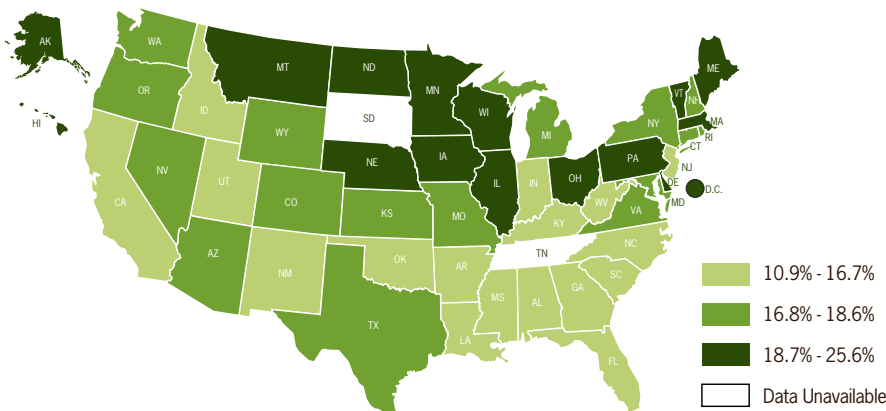 AK
WA
MT
ND
MN
ME
VT
NH
OR
ID
WI
MA
HI
SD
NY
WY
MI
RI
CT
NE
IA
PA
NJ
NV
IL
IN
OH
DE
D.C.
UT
CO
WV
MD
CA
KS
MO
VA
KY
AZ
NM
OK
TN
NC
AR
SC
MS
AL
GA
TX
LA
FL
10.9% - 16.7%
16.8% - 18.6%
18.7% - 25.6%
Data Unavailable